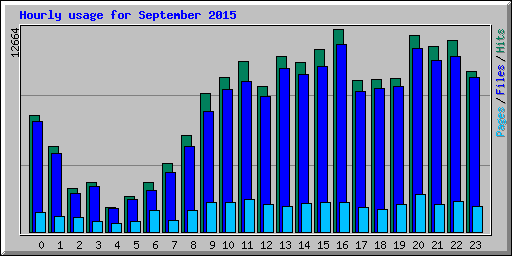 Hourly usage for September 2015
12664
Pages / Files / Hits
0 1 2 3 4 5 6 7 8 9 10 11 12 13 14 15 16 17 18 19 20 21 22 23